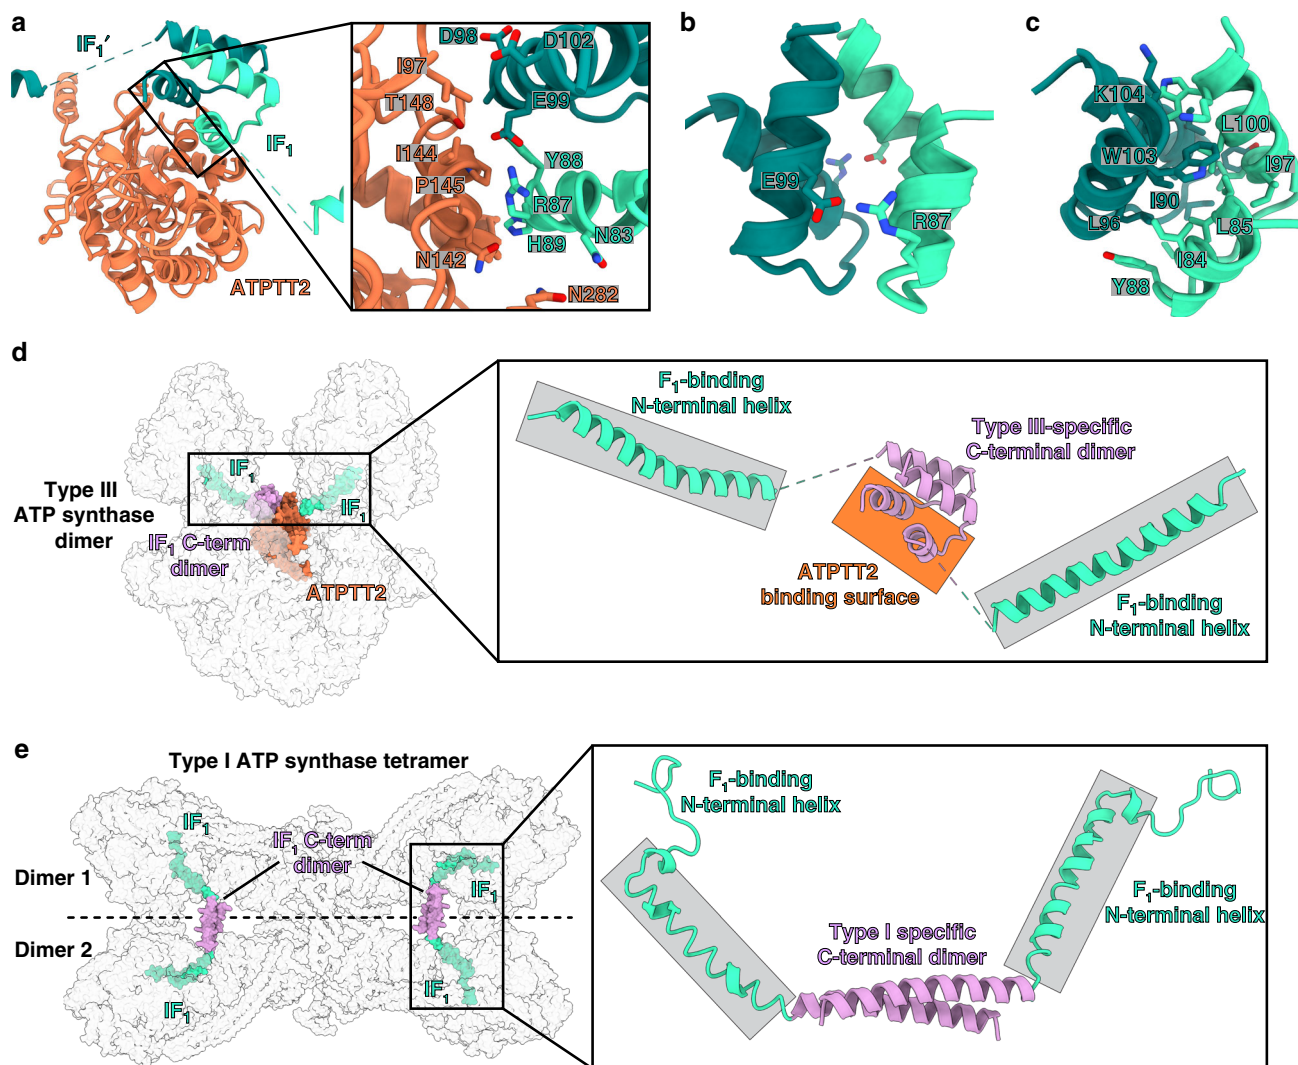 a
IF₁′
IF₁
ATPTT2
D98
D102
I97
T148
E99
I144
Y88
P145
R87
H89
N83
N142
N282
b
E99
R87
c
K104
L100
W103
I97
I90
L96
L85
I84
Y88
d
Type III
ATP synthase
dimer
IF₁
IF₁
IF₁ C-term
dimer
ATPTT2
F₁-binding
N-terminal helix
Type III-specific
C-terminal dimer
ATPTT2
binding surface
F₁-binding
N-terminal helix
e
Type I ATP synthase tetramer
IF₁
IF₁ C-term
dimer
IF₁
Dimer 1
Dimer 2
IF₁
IF₁
F₁-binding
N-terminal helix
F₁-binding
N-terminal helix
Type I specific
C-terminal dimer